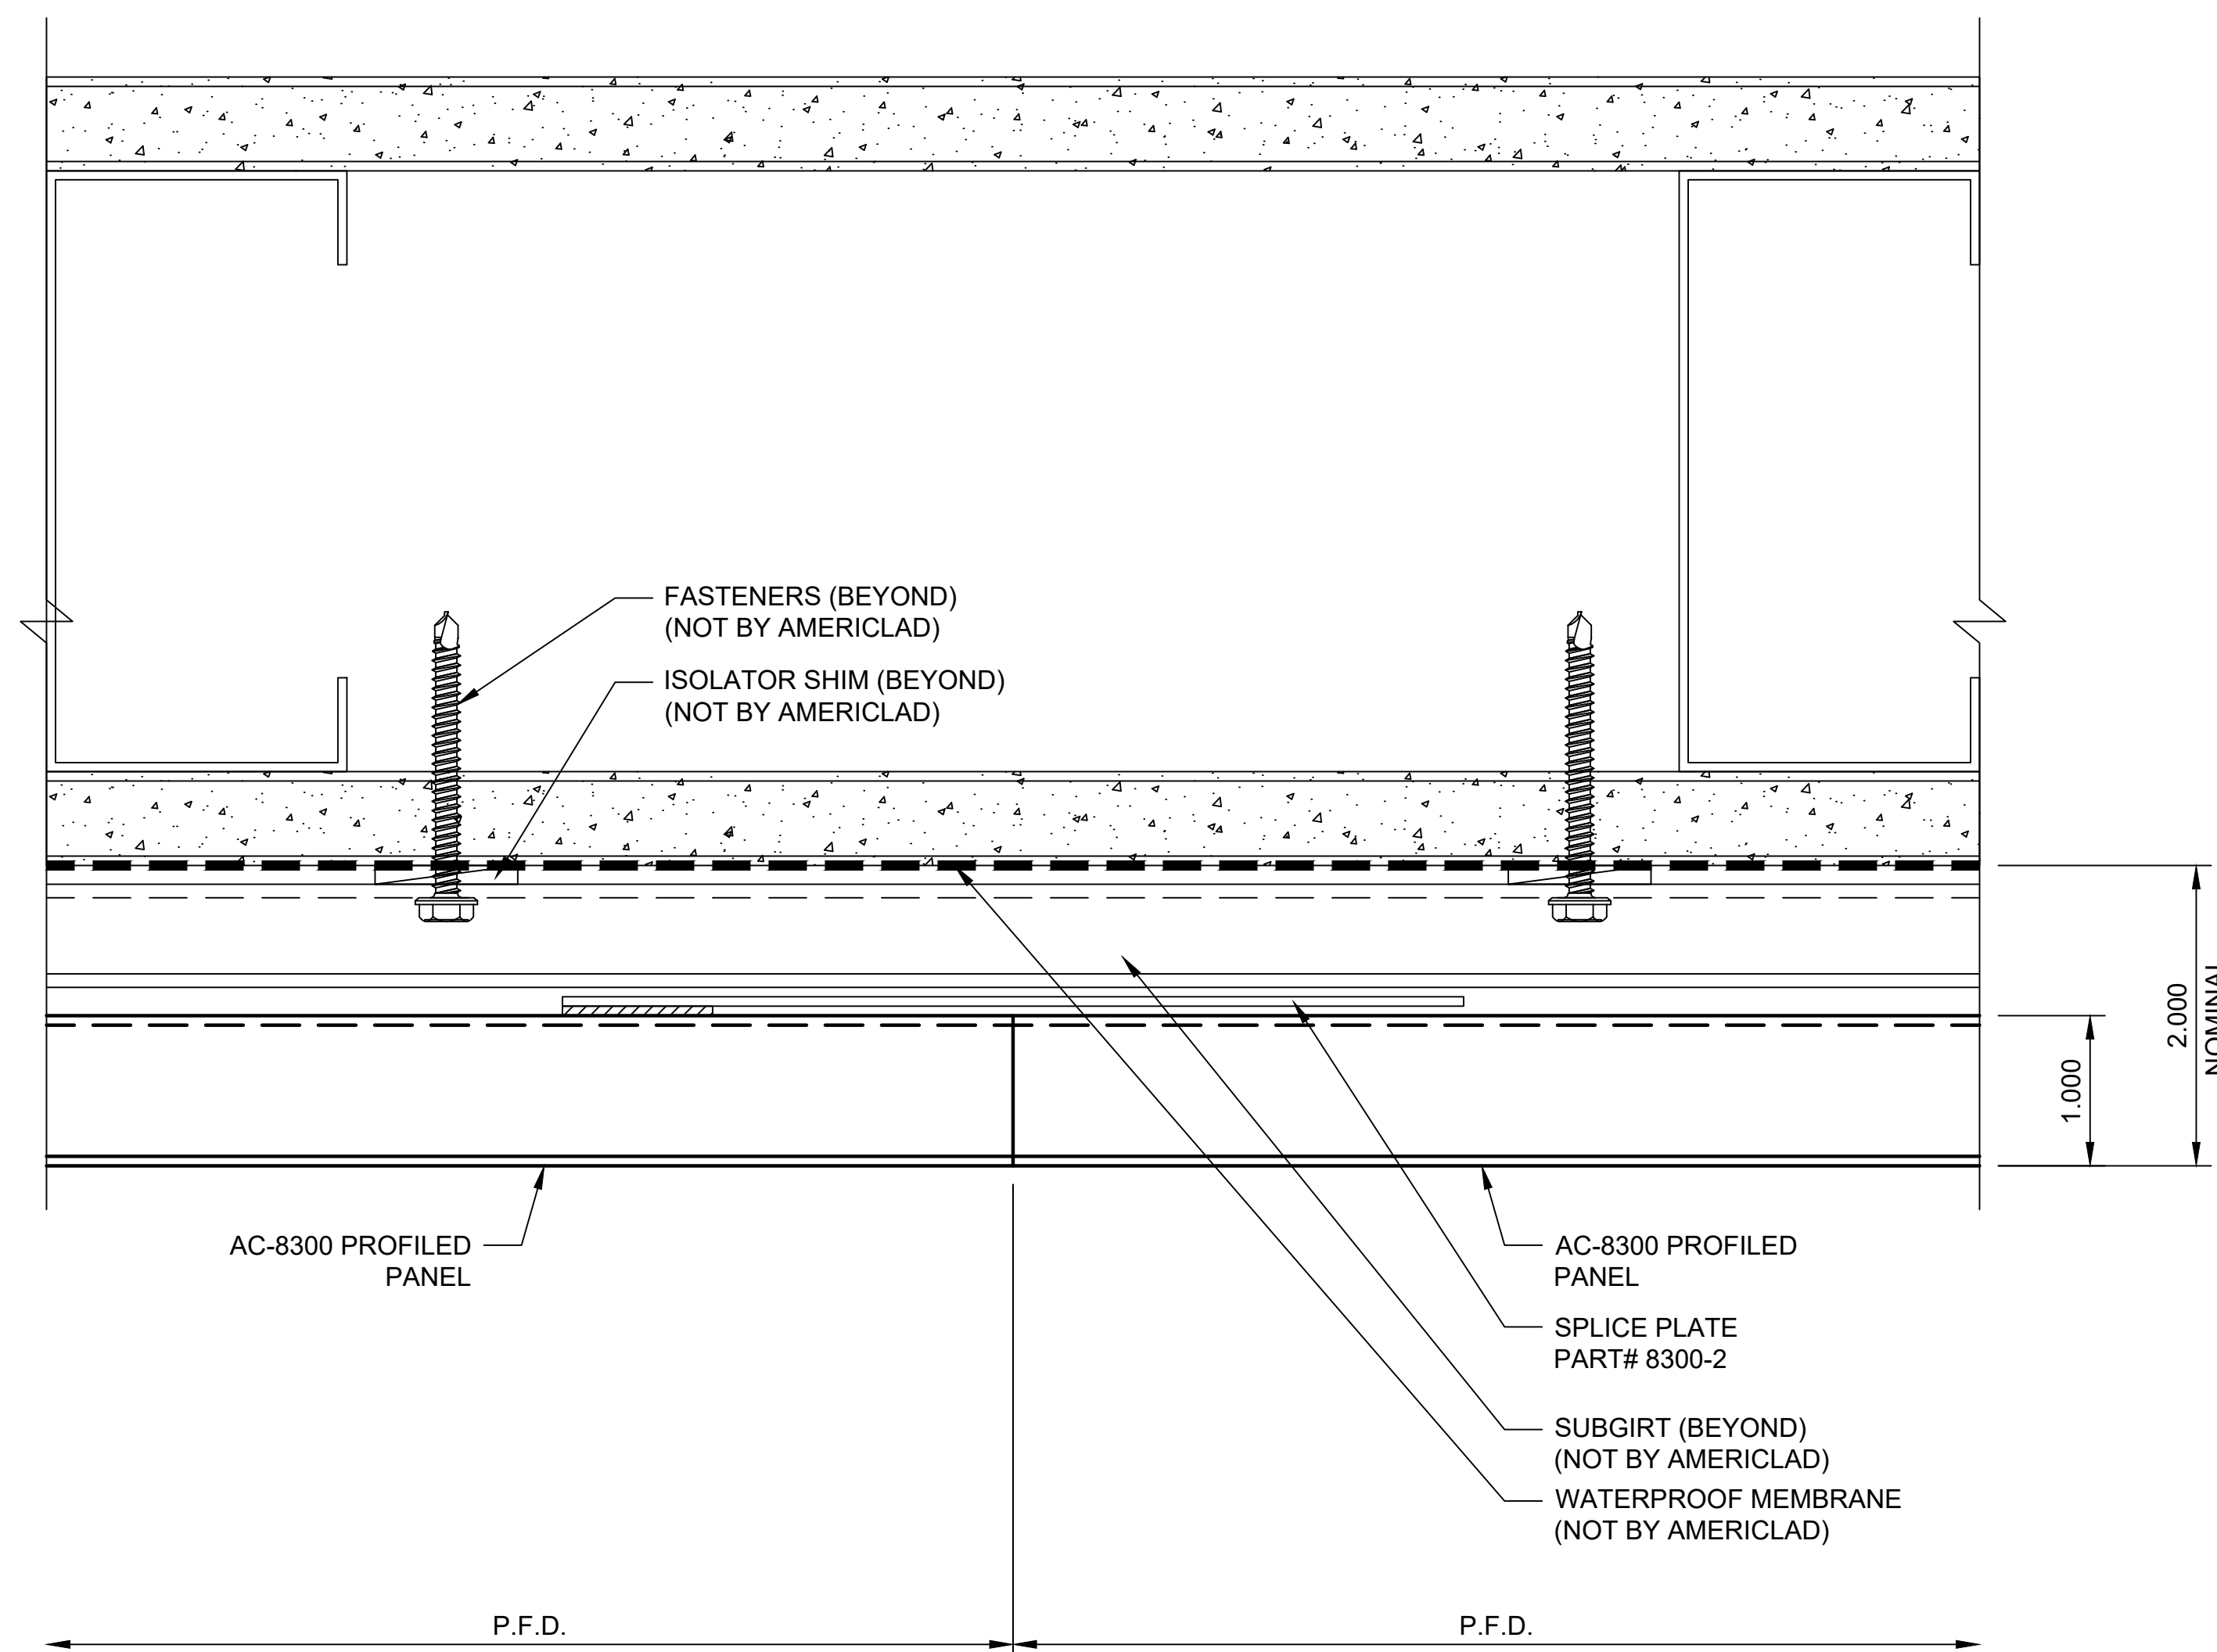 FASTENERS (BEYOND)
(NOT BY AMERICLAD)
ISOLATOR SHIM (BEYOND)
(NOT BY AMERICLAD)
2.000
NOMINAL
1.000
AC-8300 PROFILED
PANEL
AC-8300 PROFILED
PANEL
SPLICE PLATE
PART# 8300-2
SUBGIRT (BEYOND)
(NOT BY AMERICLAD)
WATERPROOF MEMBRANE
(NOT BY AMERICLAD)
P.F.D.
P.F.D.